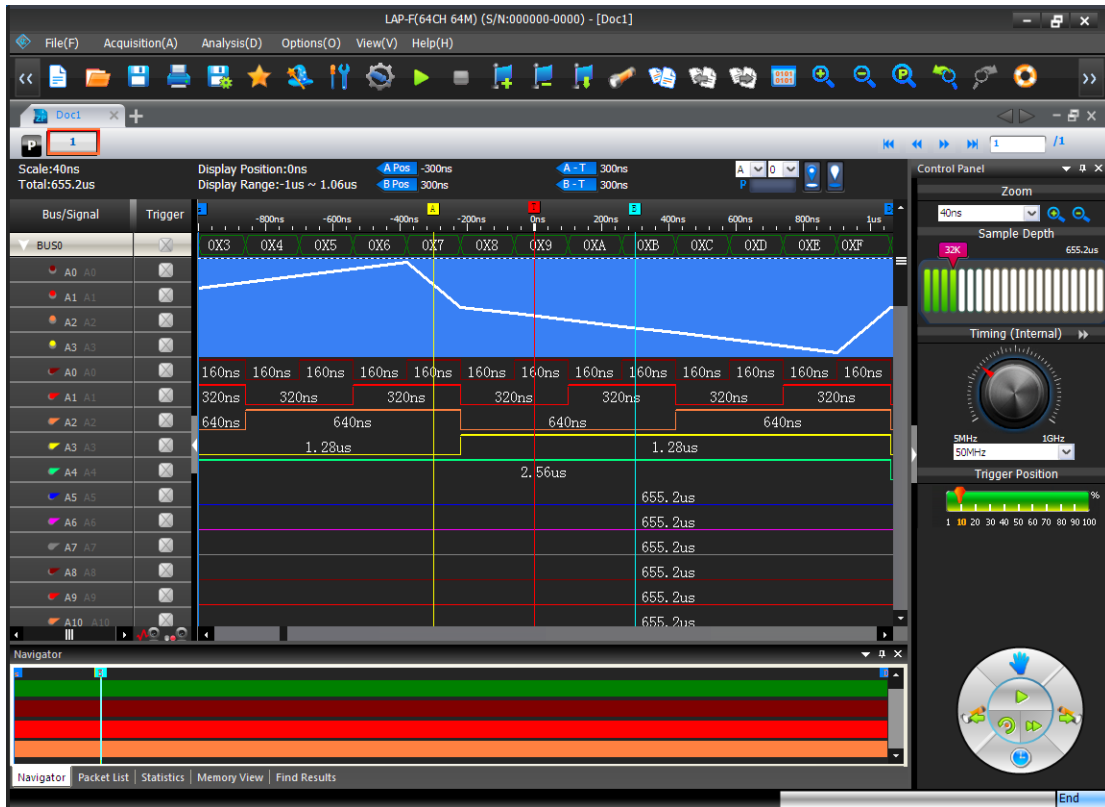 LAP-F(64CH 64M) (S/N:000000-0000) - [Doc1]
File(F) Acquisition(A) Analysis(D) Options(O) View(V) Help(H)
Doc1
P 1 1 /1
Scale:40ns Display Position:0ns A Pos -300ns A - T 300ns A 0
Total:655.2us Display Range:-1us ~ 1.06us B Pos 300ns B - T 300ns P
Bus/Signal Trigger -800ns -600ns -400ns A -200ns 0ns 200ns B 400ns 600ns 800ns 1us
BUS0 0X3 0X4 0X5 0X6 0X7 0X8 0X9 0XA 0XB 0XC 0XD 0XE 0XF
A0 A0
A1 A1
A2 A2
A3 A3
A0 A0 160ns 160ns 160ns 160ns 160ns 160ns 160ns 160ns 160ns 160ns 160ns 160ns 160ns
A1 A1 320ns 320ns 320ns 320ns 320ns 320ns 320ns
A2 A2 640ns 640ns 640ns 640ns
A3 A3 1.28us 1.28us
A4 A4 2.56us
A5 A5 655.2us
A6 A6 655.2us
A7 A7 655.2us
A8 A8 655.2us
A9 A9 655.2us
A10 A10 655.2us
Control Panel
Zoom
40ns
Sample Depth
32K 655.2us
Timing (Internal)
5MHz 1GHz
50MHz
Trigger Position
%
1 10 20 30 40 50 60 70 80 90 100
Navigator
Navigator Packet List Statistics Memory View Find Results
End